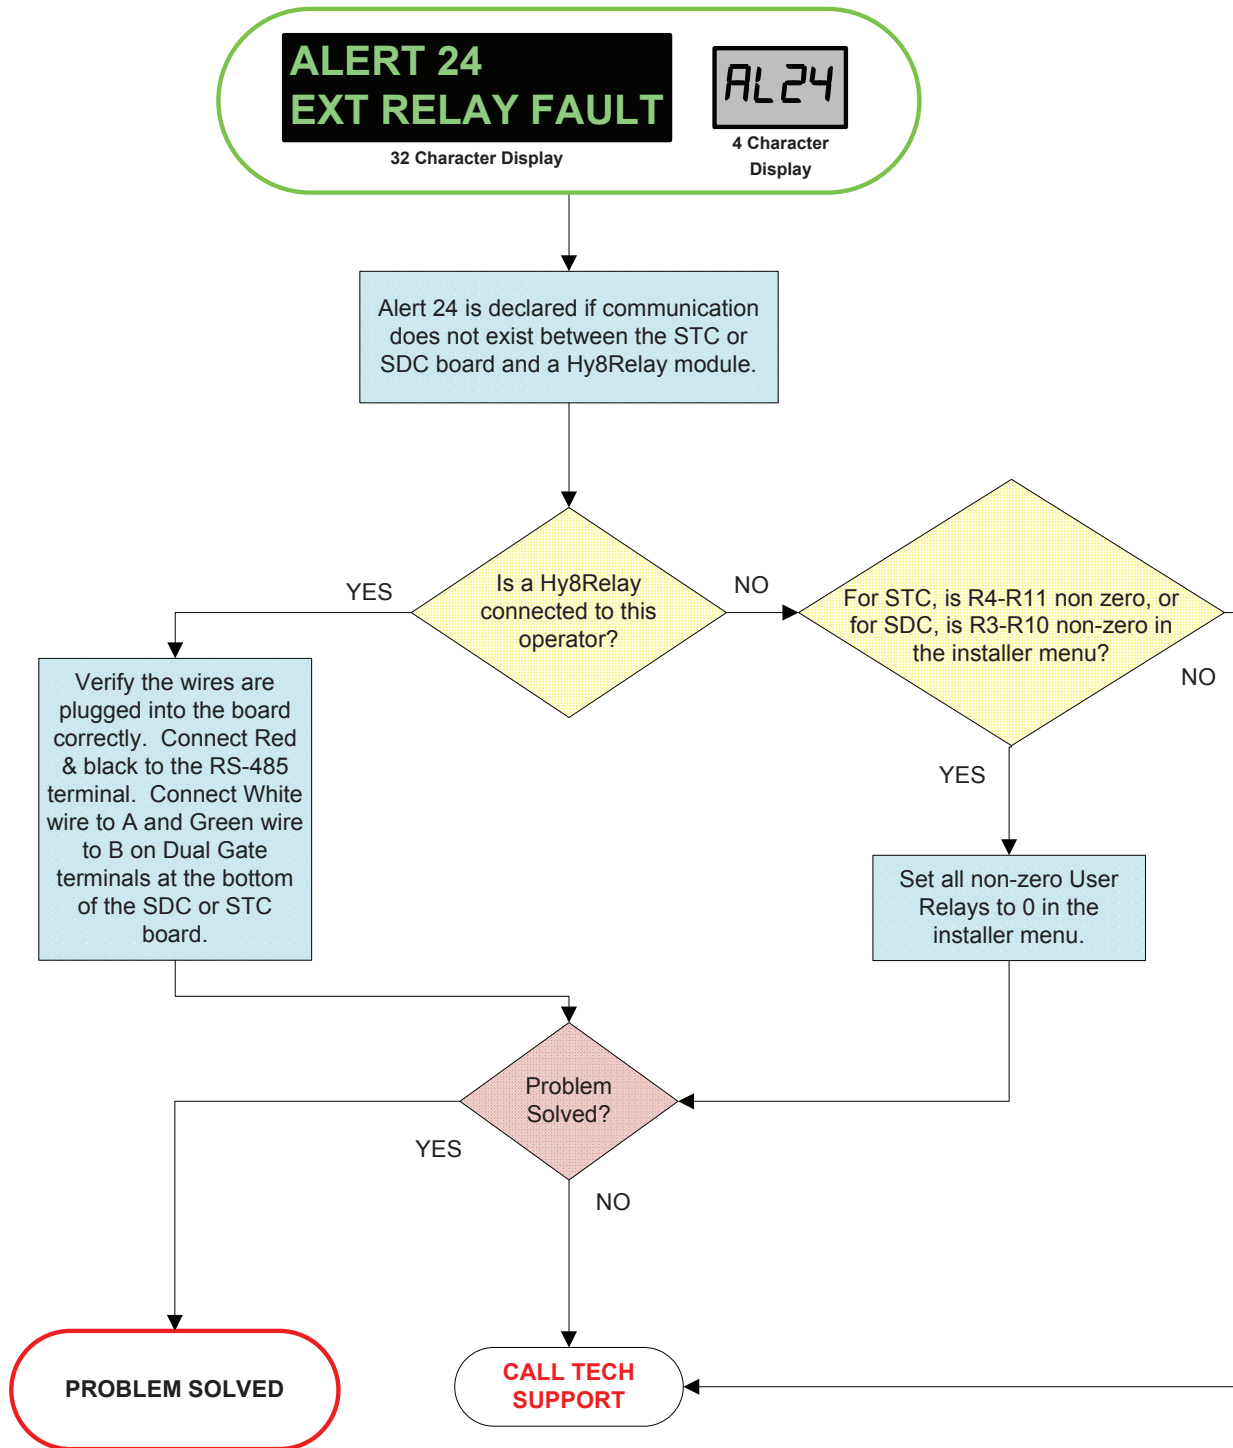 ALERT 24
EXT RELAY FAULT
32 Character Display
AL24
4 Character
Display
Alert 24 is declared if communication
does not exist between the STC or
SDC board and a Hy8Relay module.
Is a Hy8Relay
connected to this
operator?
YES
NO
For STC, is R4-R11 non zero, or
for SDC, is R3-R10 non-zero in
the installer menu?
NO
YES
Verify the wires are
plugged into the board
correctly. Connect Red
& black to the RS-485
terminal. Connect White
wire to A and Green wire
to B on Dual Gate
terminals at the bottom
of the SDC or STC
board.
Set all non-zero User
Relays to 0 in the
installer menu.
Problem
Solved?
YES
NO
PROBLEM SOLVED
CALL TECH
SUPPORT